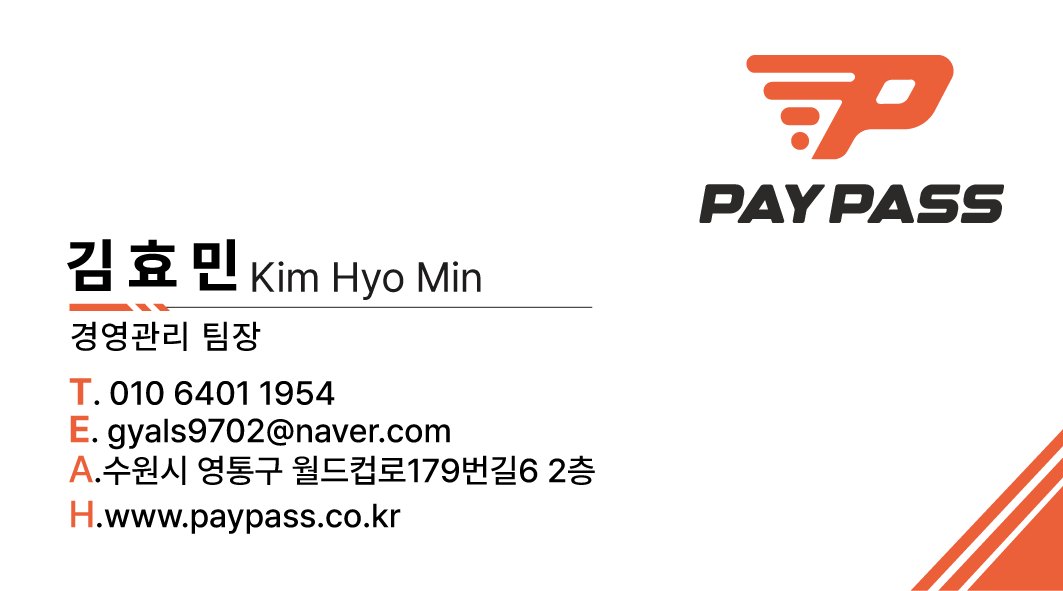 PAY PASS
김효민 Kim Hyo Min
경영관리 팀장
T. 010 6401 1954
E. gyals9702@naver.com
A.수원시 영통구 월드컵로179번길6 2층
H.www.paypass.co.kr